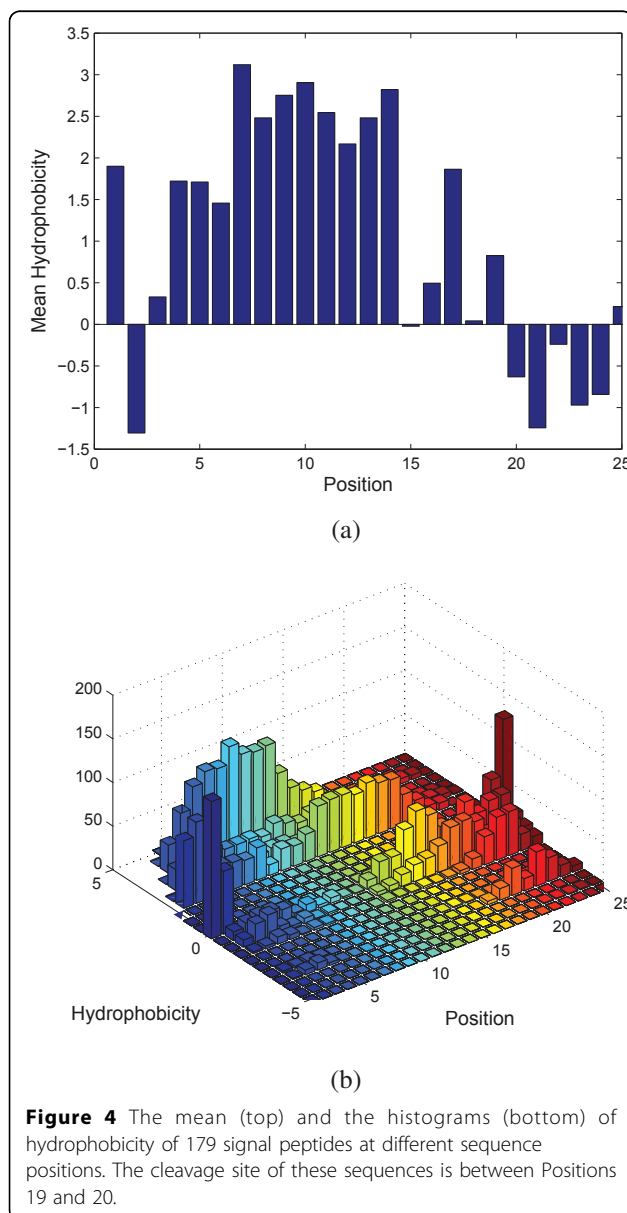 3.5
3
2.5
2
1.5
1
0.5
0
−0.5
−1
−1.5
Mean Hydrophobicity
0 5 10 15 20 25
Position
(a)
200
150
100
50
0
5
0
−5
Hydrophobicity
5
10
15
20
25
Position
(b)
Figure 4 The mean (top) and the histograms (bottom) of
hydrophobicity of 179 signal peptides at different sequence
positions. The cleavage site of these sequences is between Positions
19 and 20.